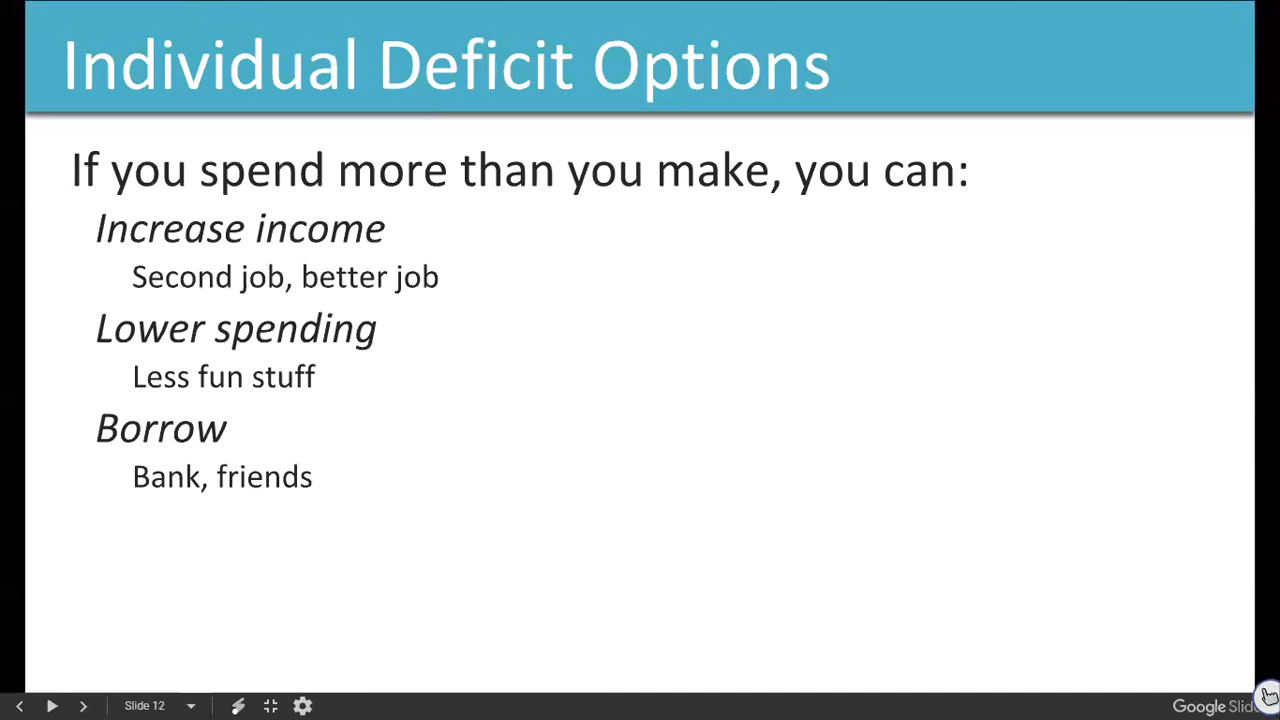 Individual Deficit Options
If you spend more than you make, you can:
Increase income
Second job, better job
Lower spending
Less fun stuff
Borrow
Bank, friends
Slide 12
Google Slid